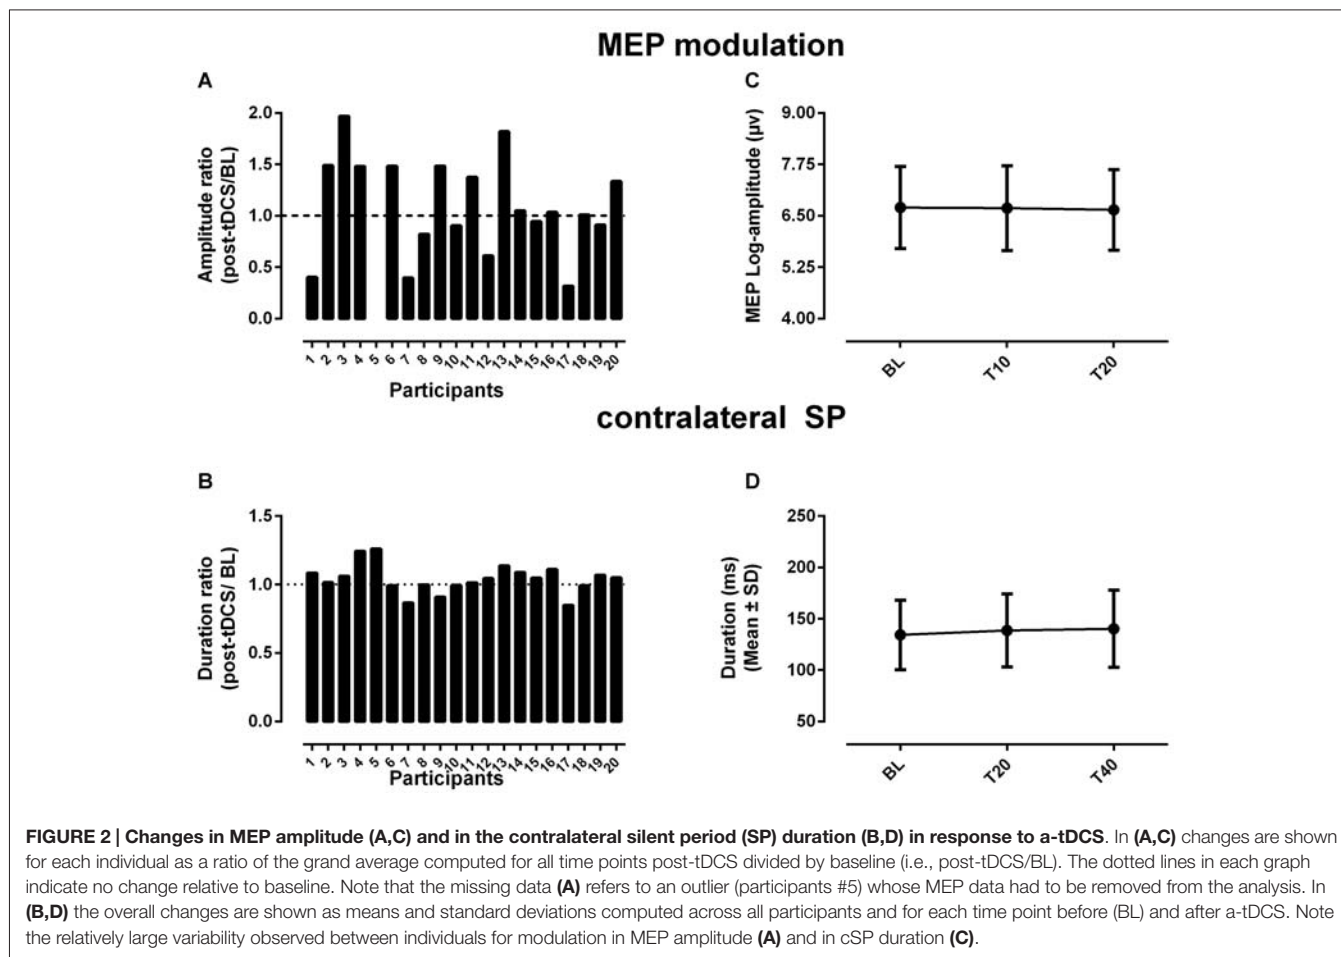 MEP modulation
A
Amplitude ratio
(post-tDCS/BL)
2.0
1.5
1.0
0.5
0.0
1 2 3 4 5 6 7 8 9 10 11 12 13 14 15 16 17 18 19 20
Participants
C
MEP Log-amplitude (µv)
9.00
7.75
6.50
5.25
4.00
BL T10 T20
contralateral SP
B
Duration ratio
(post-tDCS/ BL)
1.5
1.0
0.5
0.0
1 2 3 4 5 6 7 8 9 10 11 12 13 14 15 16 17 18 19 20
Participants
D
Duration (ms)
(Mean ± SD)
250
200
150
100
50
BL T20 T40
FIGURE 2 | Changes in MEP amplitude (A,C) and in the contralateral silent period (SP) duration (B,D) in response to a-tDCS. In (A,C) changes are shown
for each individual as a ratio of the grand average computed for all time points post-tDCS divided by baseline (i.e., post-tDCS/BL). The dotted lines in each graph
indicate no change relative to baseline. Note that the missing data (A) refers to an outlier (participants #5) whose MEP data had to be removed from the analysis. In
(B,D) the overall changes are shown as means and standard deviations computed across all participants and for each time point before (BL) and after a-tDCS. Note
the relatively large variability observed between individuals for modulation in MEP amplitude (A) and in cSP duration (C).